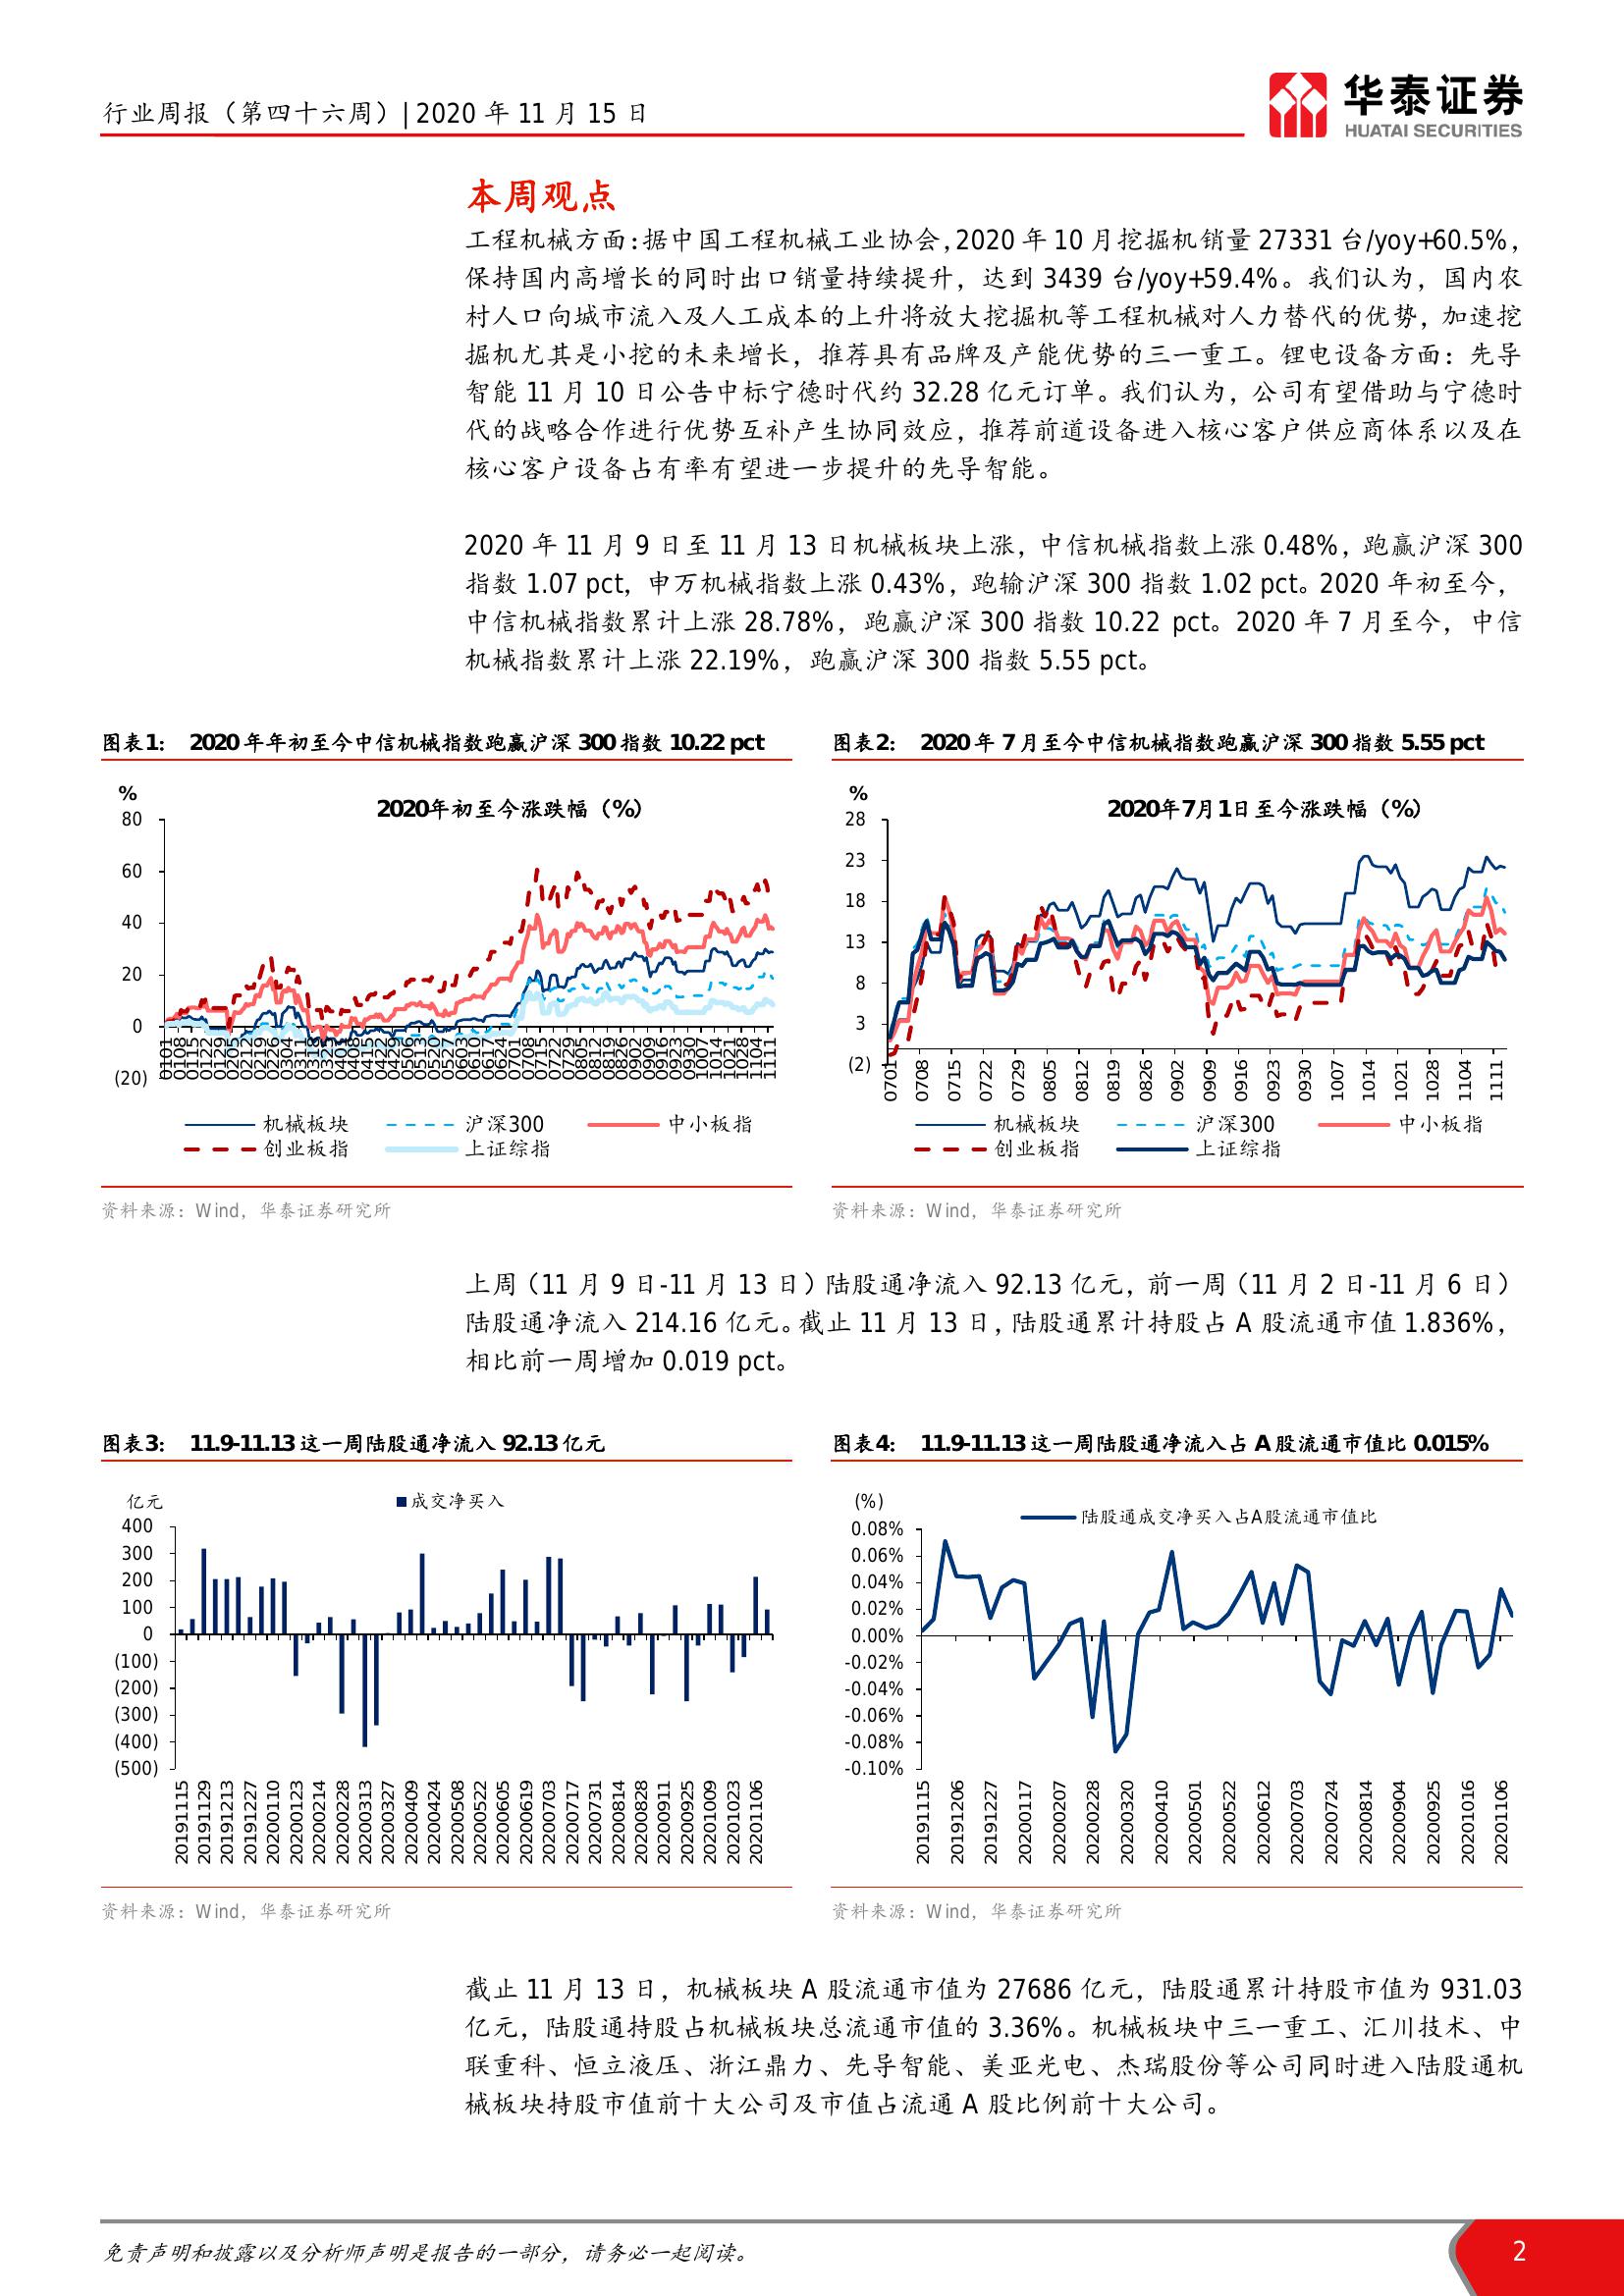 行业周报（第四十六周）| 2020 年 11 月 15 日
华泰证券
HUATAI SECURITIES
本周观点
工程机械方面：据中国工程机械工业协会，2020 年 10 月挖掘机销量 27331 台/yoy+60.5%，
保持国内高增长的同时出口销量持续提升，达到 3439 台/yoy+59.4%。我们认为，国内农
村人口向城市流入及人工成本的上升将放大挖掘机等工程机械对人力替代的优势，加速挖
掘机尤其是小挖的未来增长，推荐具有品牌及产能优势的三一重工。锂电设备方面：先导
智能 11 月 10 日公告中标宁德时代约 32.28 亿元订单。我们认为，公司有望借助与宁德时
代的战略合作进行优势互补产生协同效应，推荐前道设备进入核心客户供应商体系以及在
核心客户设备占有率有望进一步提升的先导智能。
2020 年 11 月 9 日至 11 月 13 日机械板块上涨，中信机械指数上涨 0.48%，跑赢沪深 300
指数 1.07 pct，申万机械指数上涨 0.43%，跑输沪深 300 指数 1.02 pct。2020 年初至今，
中信机械指数累计上涨 28.78%，跑赢沪深 300 指数 10.22 pct。2020 年 7 月至今，中信
机械指数累计上涨 22.19%，跑赢沪深 300 指数 5.55 pct。
图表1： 2020 年年初至今中信机械指数跑赢沪深 300 指数 10.22 pct
%
2020年初至今涨跌幅（%）
80
60
40
20
0
(20)
0101 0108 0115 0122 0129 0205 0212 0219 0226 0304 0311 0318 0325 0401 0408 0415 0422 0429 0506 0513 0520 0527 0603 0610 0617 0624 0701 0708 0715 0722 0729 0805 0812 0819 0826 0902 0909 0916 0923 0930 1007 1014 1021 1028 1104 1111
机械板块 沪深300 中小板指
创业板指 上证综指
资料来源：Wind，华泰证券研究所
图表2： 2020 年 7 月至今中信机械指数跑赢沪深 300 指数 5.55 pct
%
2020年7月1日至今涨跌幅（%）
28
23
18
13
8
3
(2)
0701 0708 0715 0722 0729 0805 0812 0819 0826 0902 0909 0916 0923 0930 1007 1014 1021 1028 1104 1111
机械板块 沪深300 中小板指
创业板指 上证综指
资料来源：Wind，华泰证券研究所
上周（11 月 9 日-11 月 13 日）陆股通净流入 92.13 亿元，前一周（11 月 2 日-11 月 6 日）
陆股通净流入 214.16 亿元。截止 11 月 13 日，陆股通累计持股占 A 股流通市值 1.836%，
相比前一周增加 0.019 pct。
图表3： 11.9-11.13 这一周陆股通净流入 92.13 亿元
亿元
成交净买入
400
300
200
100
0
(100)
(200)
(300)
(400)
(500)
20191115 20191129 20191213 20191227 20200110 20200123 20200214 20200228 20200313 20200327 20200409 20200424 20200508 20200522 20200605 20200619 20200703 20200717 20200731 20200814 20200828 20200911 20200925 20201009 20201023 20201106
资料来源：Wind，华泰证券研究所
图表4： 11.9-11.13 这一周陆股通净流入占 A 股流通市值比 0.015%
(%)
陆股通成交净买入占A股流通市值比
0.08%
0.06%
0.04%
0.02%
0.00%
-0.02%
-0.04%
-0.06%
-0.08%
-0.10%
20191115 20191206 20191227 20200117 20200207 20200228 20200320 20200410 20200501 20200522 20200612 20200703 20200724 20200814 20200904 20200925 20201016 20201106
资料来源：Wind，华泰证券研究所
截止 11 月 13 日，机械板块 A 股流通市值为 27686 亿元，陆股通累计持股市值为 931.03
亿元，陆股通持股占机械板块总流通市值的 3.36%。机械板块中三一重工、汇川技术、中
联重科、恒立液压、浙江鼎力、先导智能、美亚光电、杰瑞股份等公司同时进入陆股通机
械板块持股市值前十大公司及市值占流通 A 股比例前十大公司。
免责声明和披露以及分析师声明是报告的一部分，请务必一起阅读。
2